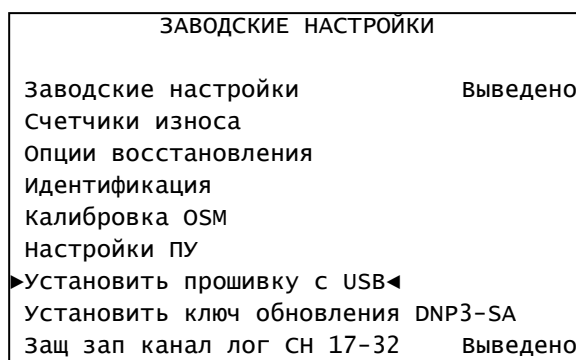 ЗАВОДСКИЕ НАСТРОЙКИ
Заводские настройки Выведено
Счетчики износа
Опции восстановления
Идентификация
Калибровка OSM
Настройки ПУ
►Установить прошивку с USB◄
Установить ключ обновления DNP3-SA
Защ зап канал лог СН 17-32 Выведено